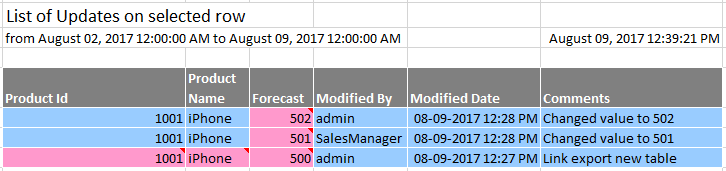 List of Updates on selected row
from August 02, 2017 12:00:00 AM to August 09, 2017 12:00:00 AM August 09, 2017 12:39:21 PM
Product Id Product Name Forecast Modified By Modified Date Comments
1001 iPhone 502 admin 08-09-2017 12:28 PM Changed value to 502
1001 iPhone 501 SalesManager 08-09-2017 12:28 PM Changed value to 501
1001 iPhone 500 admin 08-09-2017 12:27 PM Link export new table